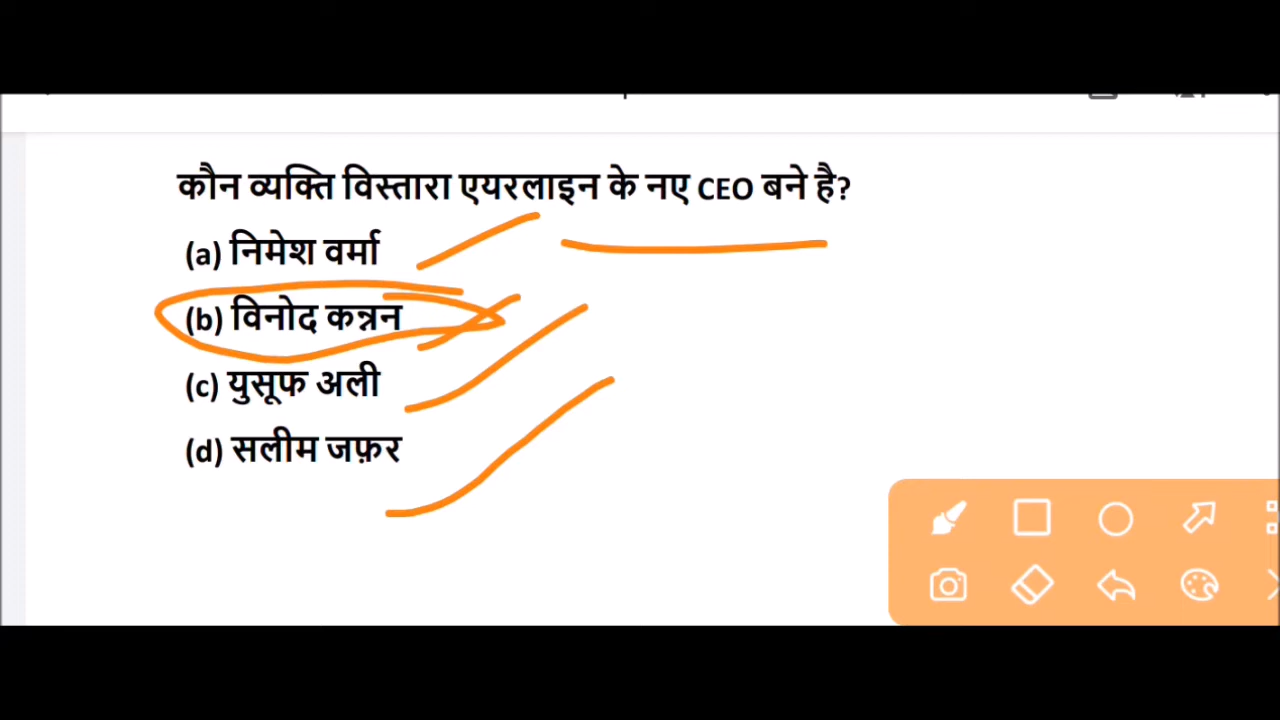 कौन व्यक्ति विस्तारा एयरलाइन के नए CEO बने है?
(a) निमेश वर्मा
(b) विनोद कन्नन
(c) युसूफ अली
(d) सलीम जफ़र